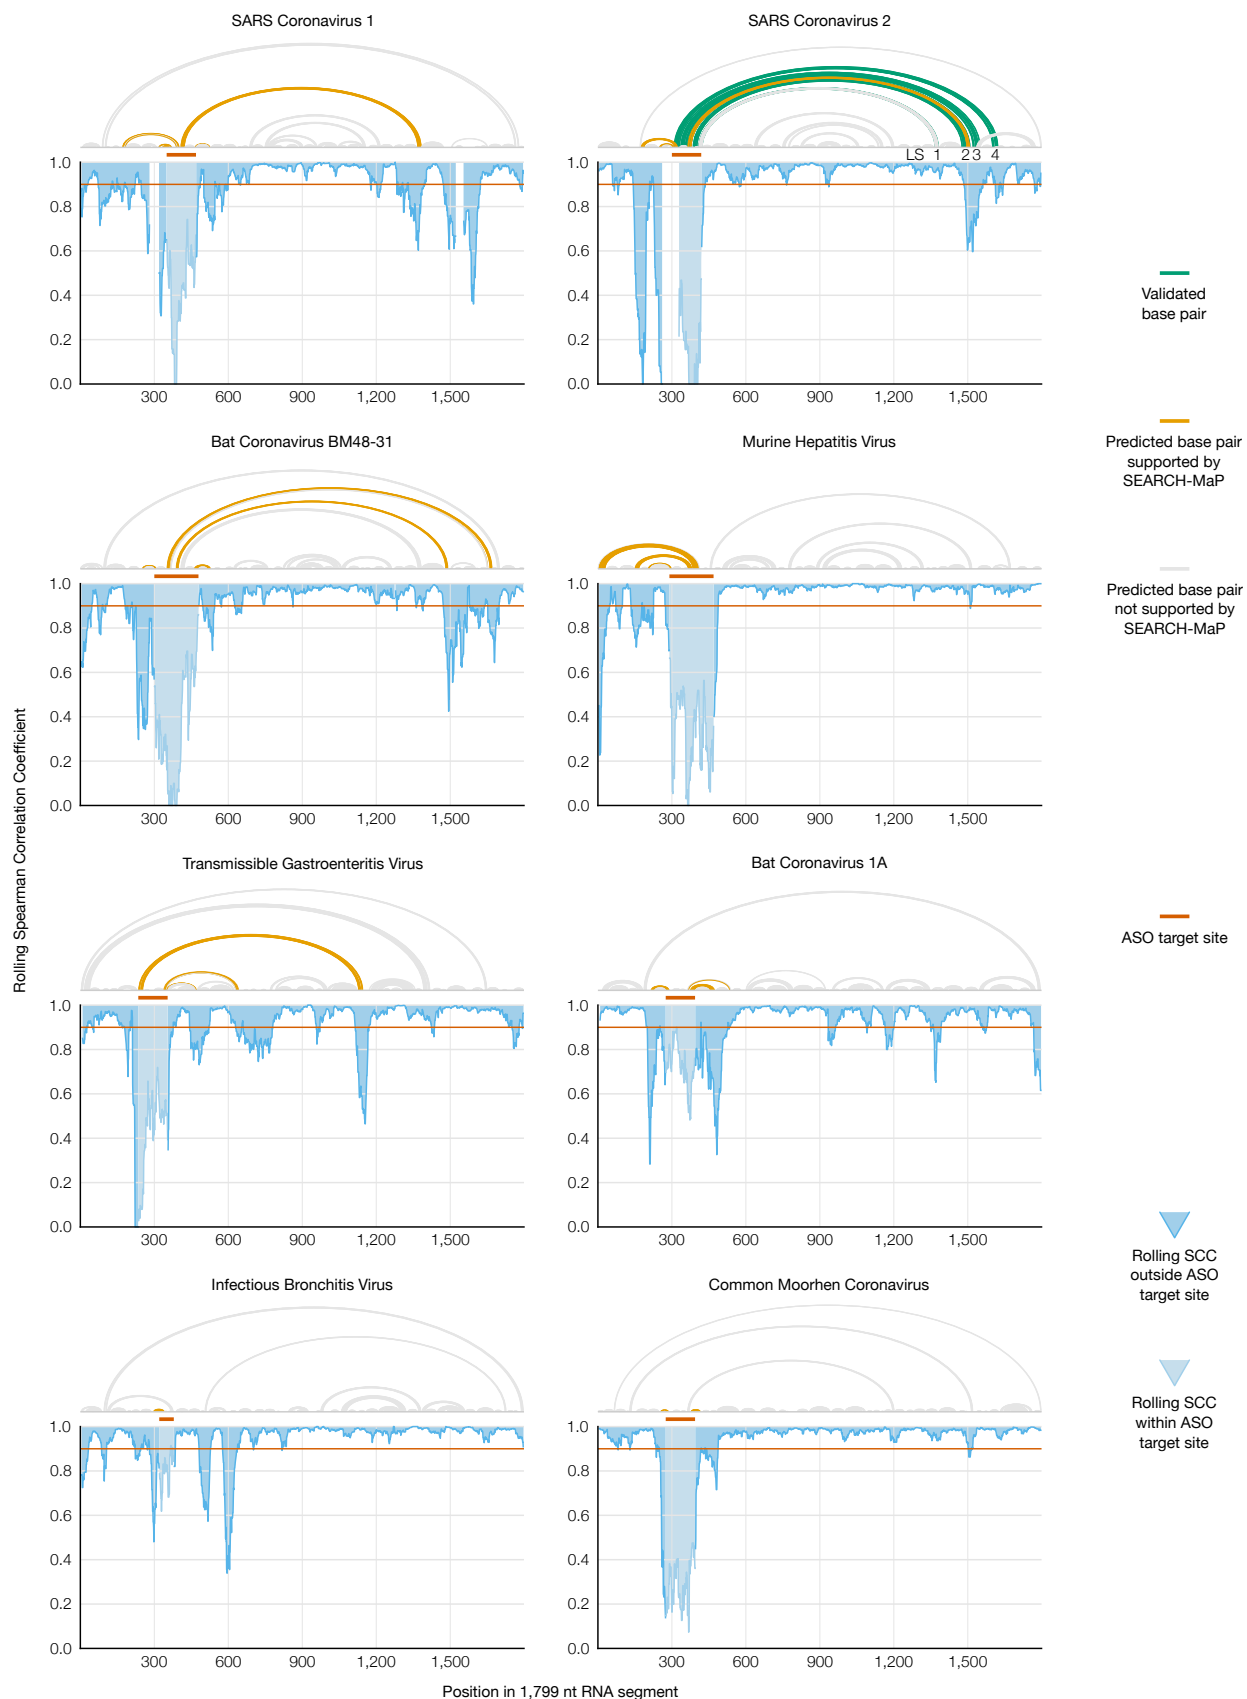 SARS Coronavirus 1
SARS Coronavirus 2
LS 1 2 3 4
1.0
0.8
0.6
0.4
0.2
0.0
300 600 900 1,200 1,500
1.0
0.8
0.6
0.4
0.2
0.0
300 600 900 1,200 1,500
Validated
base pair
Bat Coronavirus BM48-31
Murine Hepatitis Virus
Predicted base pair
supported by
SEARCH-MaP
1.0
0.8
0.6
0.4
0.2
0.0
300 600 900 1,200 1,500
1.0
0.8
0.6
0.4
0.2
0.0
300 600 900 1,200 1,500
Predicted base pair
not supported by
SEARCH-MaP
Rolling Spearman Correlation Coefficient
Transmissible Gastroenteritis Virus
Bat Coronavirus 1A
ASO target site
1.0
0.8
0.6
0.4
0.2
0.0
300 600 900 1,200 1,500
1.0
0.8
0.6
0.4
0.2
0.0
300 600 900 1,200 1,500
Rolling SCC
outside ASO
target site
Infectious Bronchitis Virus
Common Moorhen Coronavirus
1.0
0.8
0.6
0.4
0.2
0.0
300 600 900 1,200 1,500
1.0
0.8
0.6
0.4
0.2
0.0
300 600 900 1,200 1,500
Rolling SCC
within ASO
target site
Position in 1,799 nt RNA segment